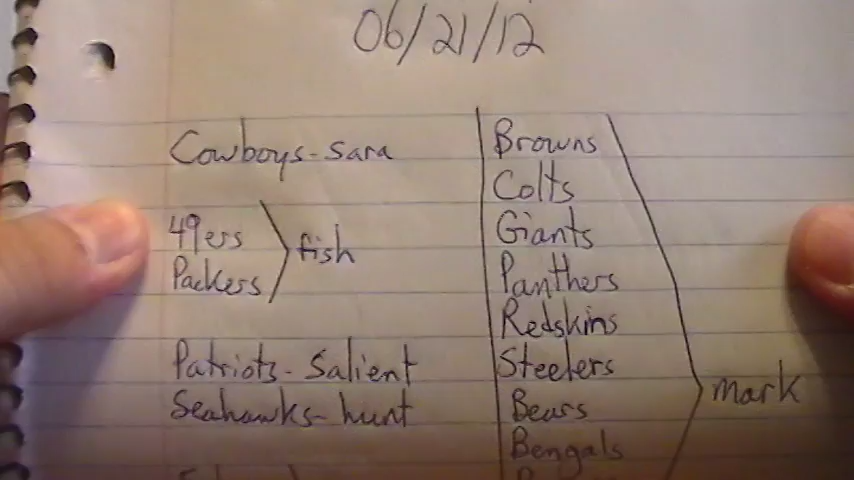 06/21/12
Cowboys-Sara
49ers
Packers
fish
Patriots-Salient
Seahawks-hunt
Browns
Colts
Giants
Panthers
Redskins
Steelers
Bears
Bengals
mark